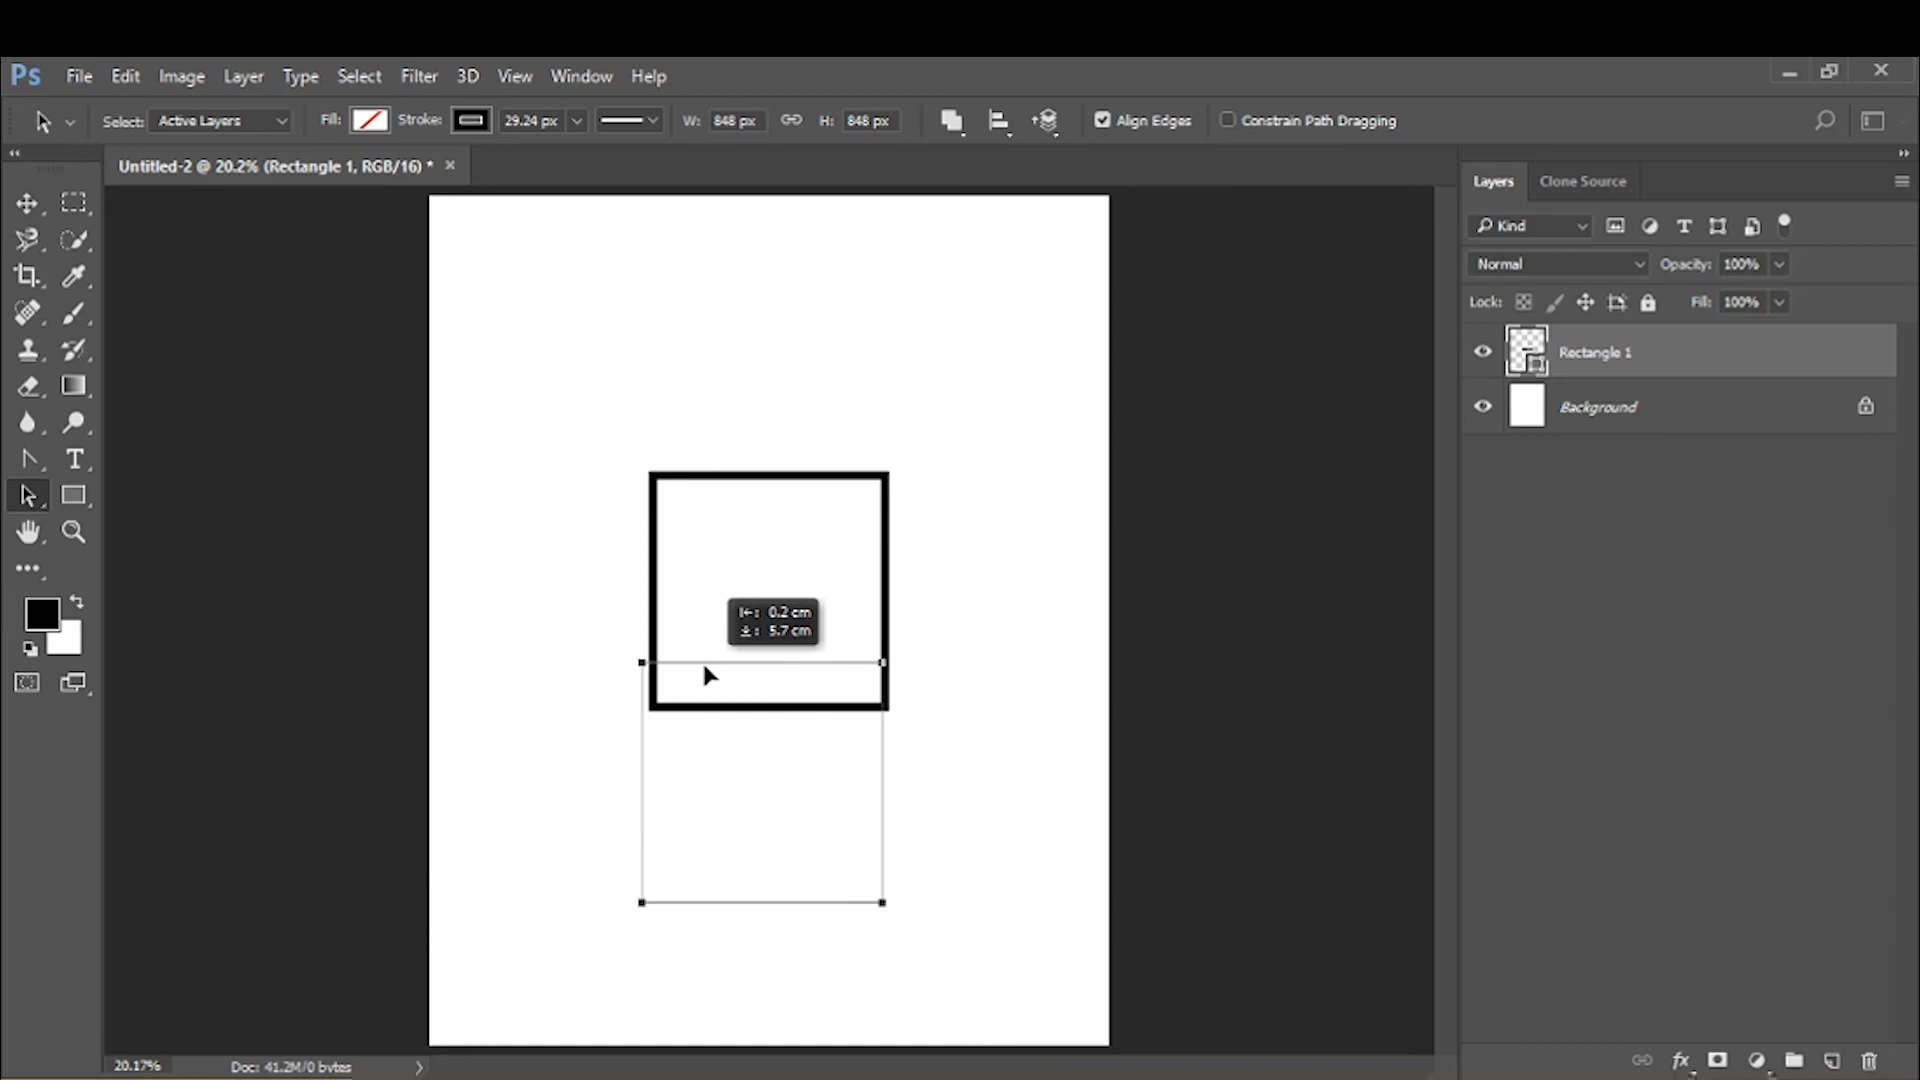 Ps File Edit Image Layer Type Select Filter 3D View Window Help
Select: Active Layers Fill: Stroke: 29.24 px W: 848 px H: 848 px Align Edges Constrain Path Dragging
Untitled-2 @ 20.2% (Rectangle 1, RGB/16) *
Layers Clone Source
Kind
Normal Opacity: 100%
Lock: Fill: 100%
Rectangle 1
Background
0.2 cm
5.7 cm
20.17% Doc: 41.2M/0 bytes